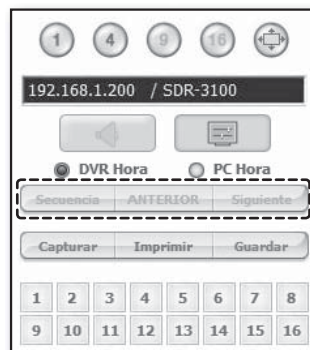 1 4 9 16
192.168.1.200 / SDR-3100
DVR Hora PC Hora
Secuencia ANTERIOR Siguiente
Capturar Imprimir Guardar
1 2 3 4 5 6 7 8
9 10 11 12 13 14 15 16